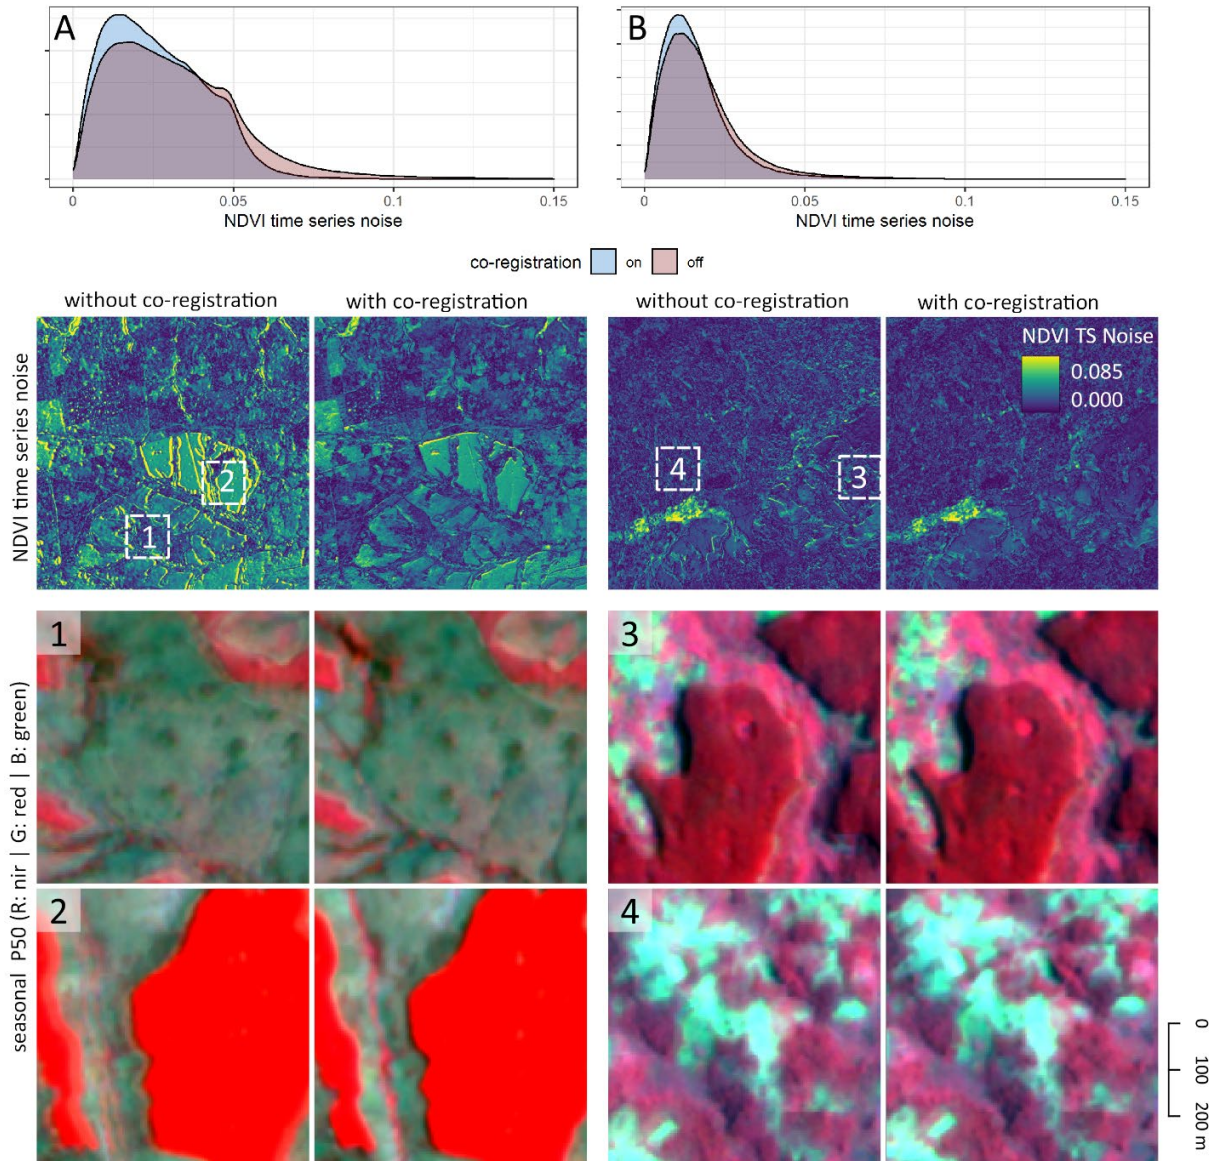 A
B
0
0.05
0.1
0.15
NDVI time series noise
0
0.05
0.1
0.15
NDVI time series noise
co-registration on off
without co-registration
with co-registration
without co-registration
with co-registration
NDVI time series noise
1
2
4
3
NDVI TS Noise
0.085
0.000
seasonal P50 (R: nir | G: red | B: green)
1
3
2
4
0
100
200 m